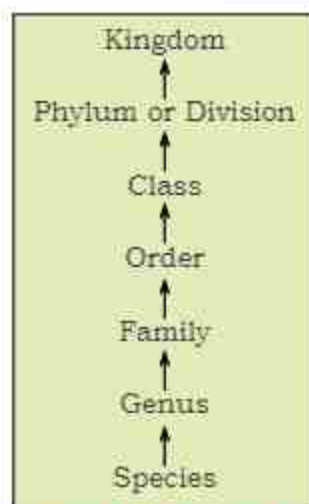 Kingdom
Phylum or Division
Class
Order
Family
Genus
Species